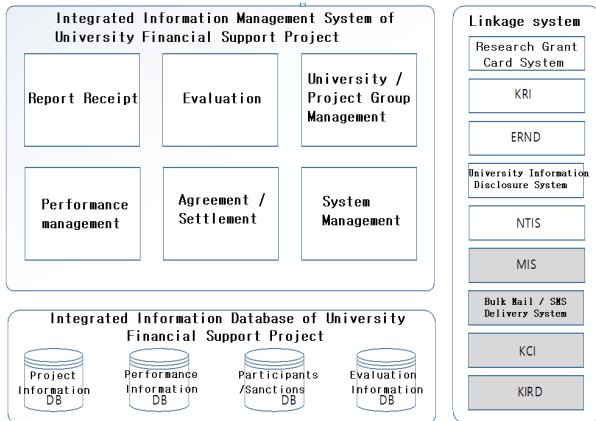 Integrated Information Management System of
University Financial Support Project
Report Receipt
Evaluation
University /
Project Group
Management
Performance
management
Agreement /
Settlement
System
Management
Integrated Information Database of University
Financial Support Project
Project
Information
DB
Performance
Information
DB
Participants
/Sanctions
DB
Evaluation
Information
DB
Linkage system
Research Grant
Card System
KRI
ERND
University Information
Disclosure System
NTIS
MIS
Bulk Mail / SMS
Delivery System
KCI
KIRD